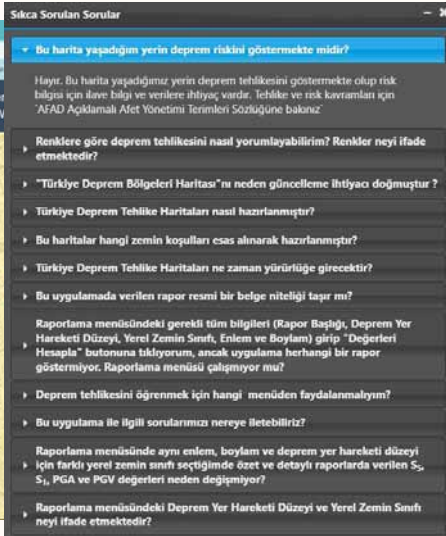 Sıkca Sorulan Sorular
Bu harita yaşadığım yerin deprem riskini göstermekte midir?
Hayır. Bu harita yaşadığımız yerin deprem tehlikesini göstermekte olup risk
bilgisi için ilave bilgi ve verilere ihtiyaç vardır. Tehlike ve risk kavramları için
`AFAD Açıklamalı Afet Yönetimi Terimleri Sözlüğüne bakınız`
Renklere göre deprem tehlikesini nasıl yorumlayabilirim? Renkler neyi ifade
etmektedir?
"Türkiye Deprem Bölgeleri Haritası"nı neden güncelleme ihtiyacı doğmuştur ?
Türkiye Deprem Tehlike Haritaları nasıl hazırlanmıştır?
Bu haritalar hangi zemin koşulları esas alınarak hazırlanmıştır?
Türkiye Deprem Tehlike Haritaları ne zaman yürürlüğe girecektir?
Bu uygulamada verilen rapor resmi bir belge niteliği taşır mı?
Raporlama menüsündeki gerekli tüm bilgileri (Rapor Başlığı, Deprem Yer
Hareketi Düzeyi, Yerel Zemin Sınıfı, Enlem ve Boylam) girip "Değerleri
Hesapla" butonuna tıklıyorum, ancak uygulama herhangi bir rapor
göstermiyor. Raporlama menüsü çalışmıyor mu?
Deprem tehlikesini öğrenmek için hangi menüden faydalanmalıyım?
Bu uygulama ile ilgili sorularımızı nereye iletebiliriz?
Raporlama menüsünde aynı enlem, boylam ve deprem yer hareketi düzeyi
için farklı yerel zemin sınıfı seçtiğimde özet ve detaylı raporlarda verilen S_S,
S_1, PGA ve PGV değerleri neden değişmiyor?
Raporlama menüsündeki Deprem Yer Hareketi Düzeyi ve Yerel Zemin Sınıfı
neyi ifade etmektedir?